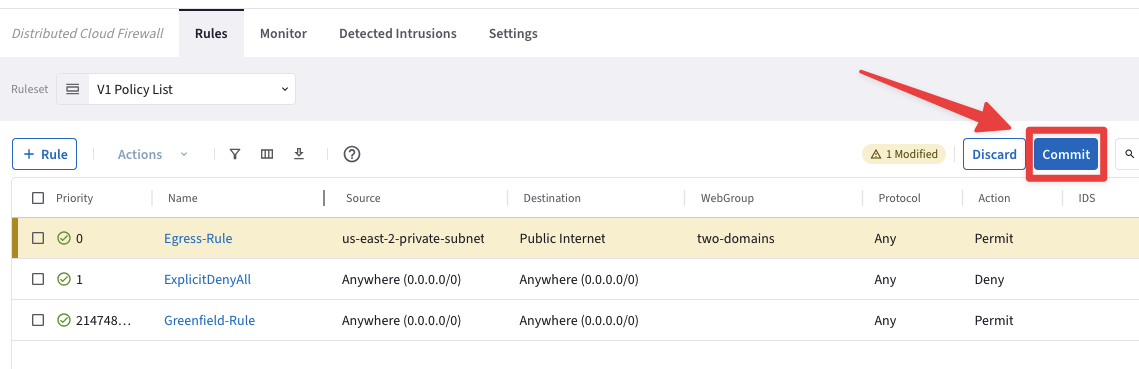 Distributed Cloud Firewall Rules Monitor Detected Intrusions Settings
Ruleset V1 Policy List
+ Rule Actions 1 Modified Discard Commit
Priority Name Source Destination WebGroup Protocol Action IDS
0 Egress-Rule us-east-2-private-subnet Public Internet two-domains Any Permit
1 ExplicitDenyAll Anywhere (0.0.0.0/0) Anywhere (0.0.0.0/0) Any Deny
214748... Greenfield-Rule Anywhere (0.0.0.0/0) Anywhere (0.0.0.0/0) Any Permit